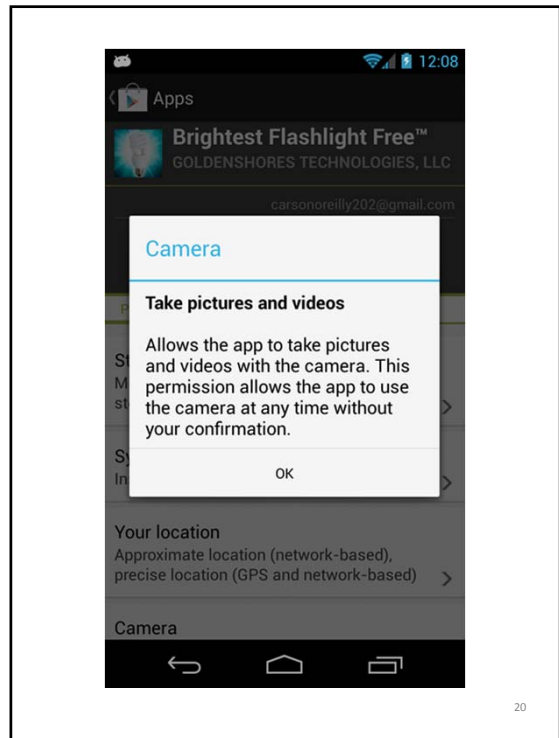 12:08
Apps
Brightest Flashlight Free™
GOLDENSHORES TECHNOLOGIES, LLC
carsonoreilly202@gmail.com
Camera
Take pictures and videos
Allows the app to take pictures
and videos with the camera. This
permission allows the app to use
the camera at any time without
your confirmation.
OK
Your location
Approximate location (network-based),
precise location (GPS and network-based)
Camera
20